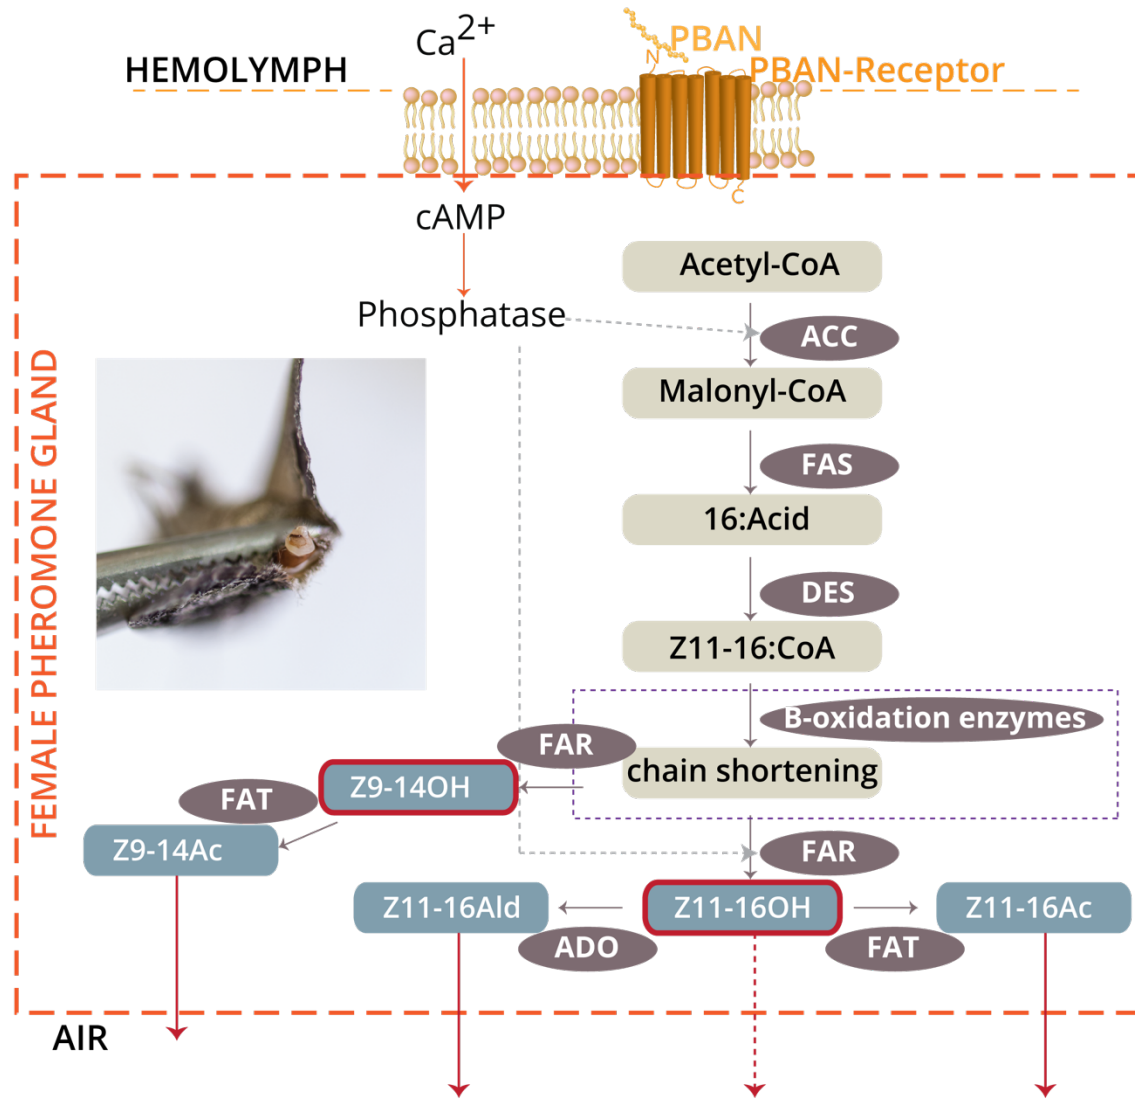 Ca2+
PBAN
N
HEMOLYMPH
PBAN-Receptor
C
cAMP
Acetyl-CoA
Phosphatase
ACC
Malonyl-CoA
FEMALE PHEROMONE GLAND
FAS
16:Acid
DES
Z11-16:CoA
B-oxidation enzymes
FAR
chain shortening
Z9-14OH
FAT
Z9-14Ac
FAR
Z11-16Ald
Z11-16OH
Z11-16Ac
ADO
FAT
AIR